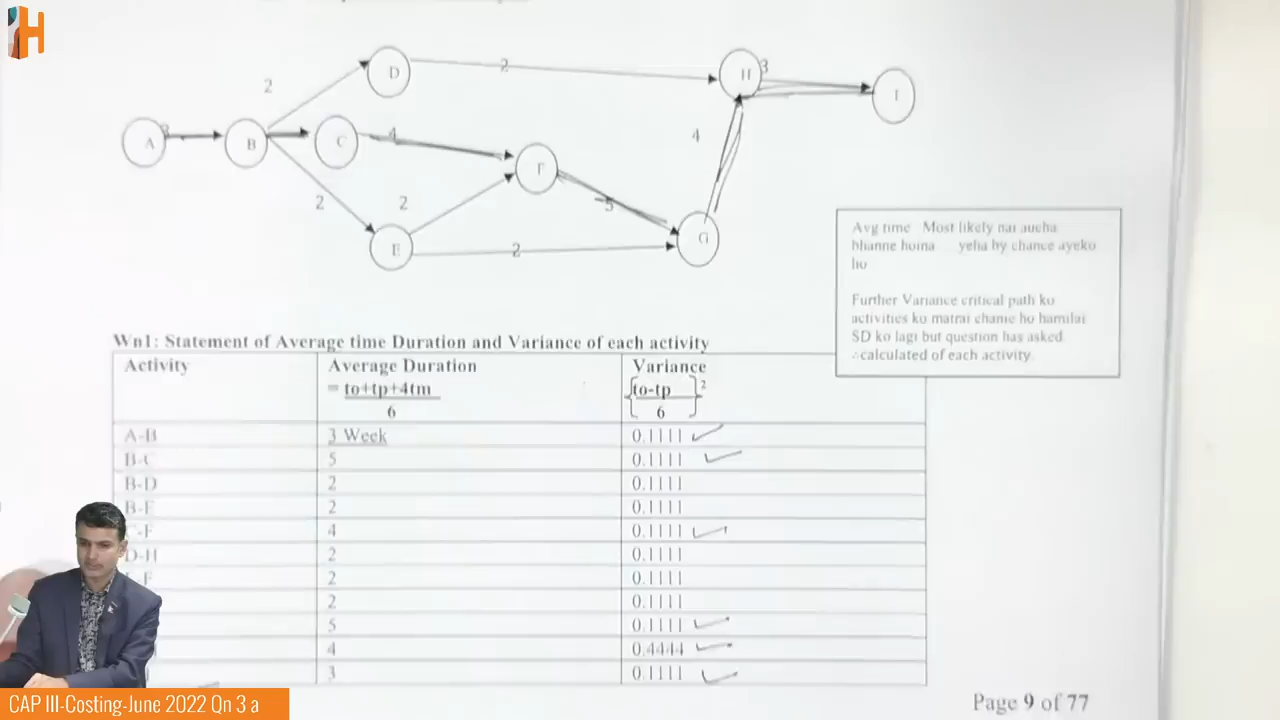 H
2
D
2
H
3
I
A
3
B
C
4
F
4
2
2
5
E
2
G
Avg time Most likely nai aucha
bhanne hoina yeha by chance ayeko
ho
Further Variance critical path ko
activities ko matrai chanie ho hamilai
SD ko lagi but question has asked
calculated of each activity.
Wn1: Statement of Average time Duration and Variance of each activity
Activity Average Duration Variance
= to+tp+4tm {to-tp}2
6 6
A-B 3 Week 0.1111
B-C 5 0.1111
B-D 2 0.1111
B-E 2 0.1111
C-F 4 0.1111
D-H 2 0.1111
2 0.1111
2 0.1111
5 0.1111
4 0.4444
3 0.1111
CAP III-Costing-June 2022 Qn 3 a
Page 9 of 77